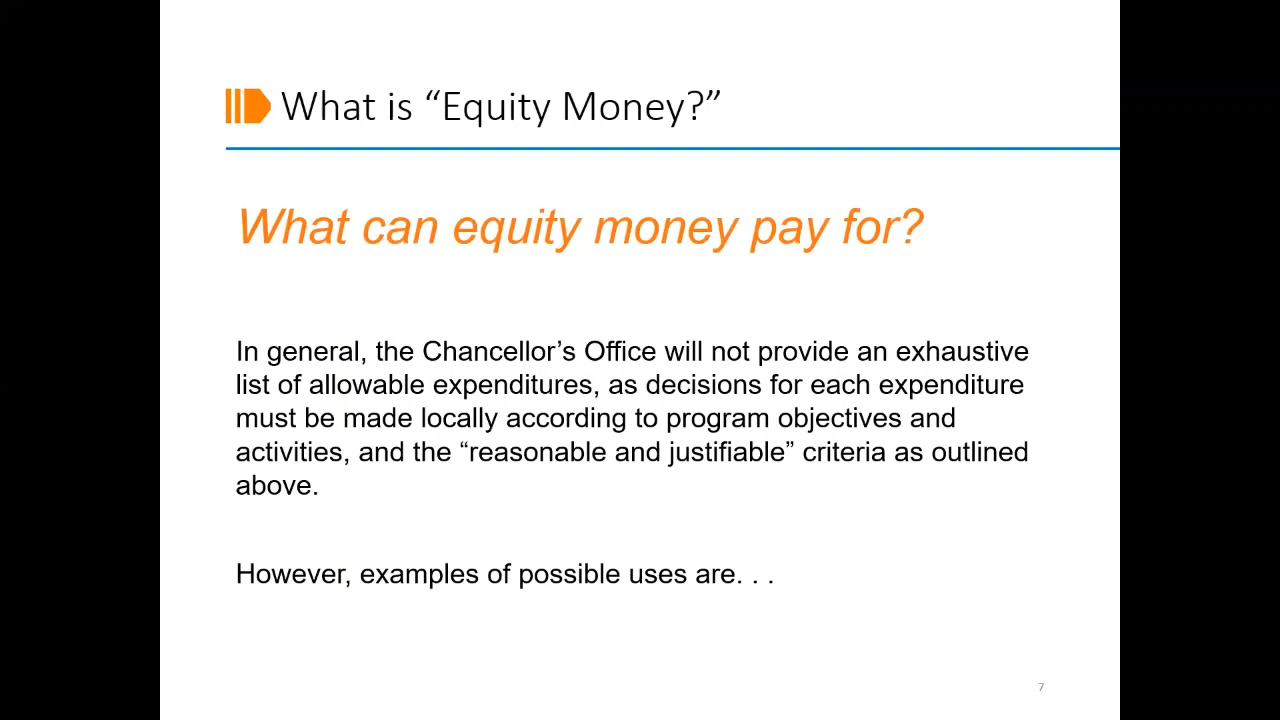 What is “Equity Money?”
What can equity money pay for?
In general, the Chancellor’s Office will not provide an exhaustive
list of allowable expenditures, as decisions for each expenditure
must be made locally according to program objectives and
activities, and the “reasonable and justifiable” criteria as outlined
above.
However, examples of possible uses are. . .
7